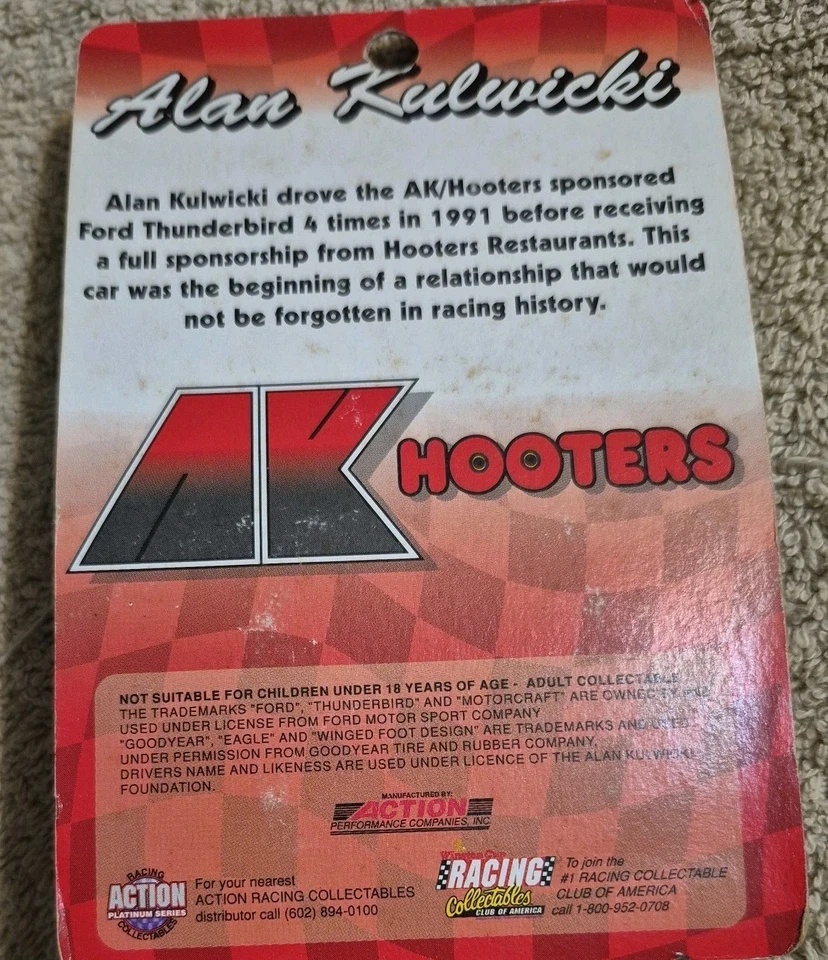 Alan Kulwicki
Alan Kulwicki drove the AK/Hooters sponsored
Ford Thunderbird 4 times in 1991 before receiving
a full sponsorship from Hooters Restaurants. This
car was the beginning of a relationship that would
not be forgotten in racing history.
AK
HOOTERS
NOT SUITABLE FOR CHILDREN UNDER 18 YEARS OF AGE - ADULT COLLECTABLE
THE TRADEMARKS "FORD", "THUNDERBIRD" AND "MOTORCRAFT" ARE OWNED BY AND
USED UNDER LICENSE FROM FORD MOTOR SPORT COMPANY
"GOODYEAR", "EAGLE" AND "WINGED FOOT DESIGN" ARE TRADEMARKS AND USED
UNDER PERMISSION FROM GOODYEAR TIRE AND RUBBER COMPANY,
DRIVERS NAME AND LIKENESS ARE USED UNDER LICENCE OF THE ALAN KULWICKI
FOUNDATION.
MANUFACTURED BY:
ACTION
PERFORMANCE COMPANIES, INC.
RACING
ACTION
PLATINUM SERIES
COLLECTABLES
For your nearest
ACTION RACING COLLECTABLES
distributor call (602) 894-0100
Winston Cup
RACING
Collectables
CLUB OF AMERICA
To join the
#1 RACING COLLECTABLE
CLUB OF AMERICA
call 1-800-952-0708